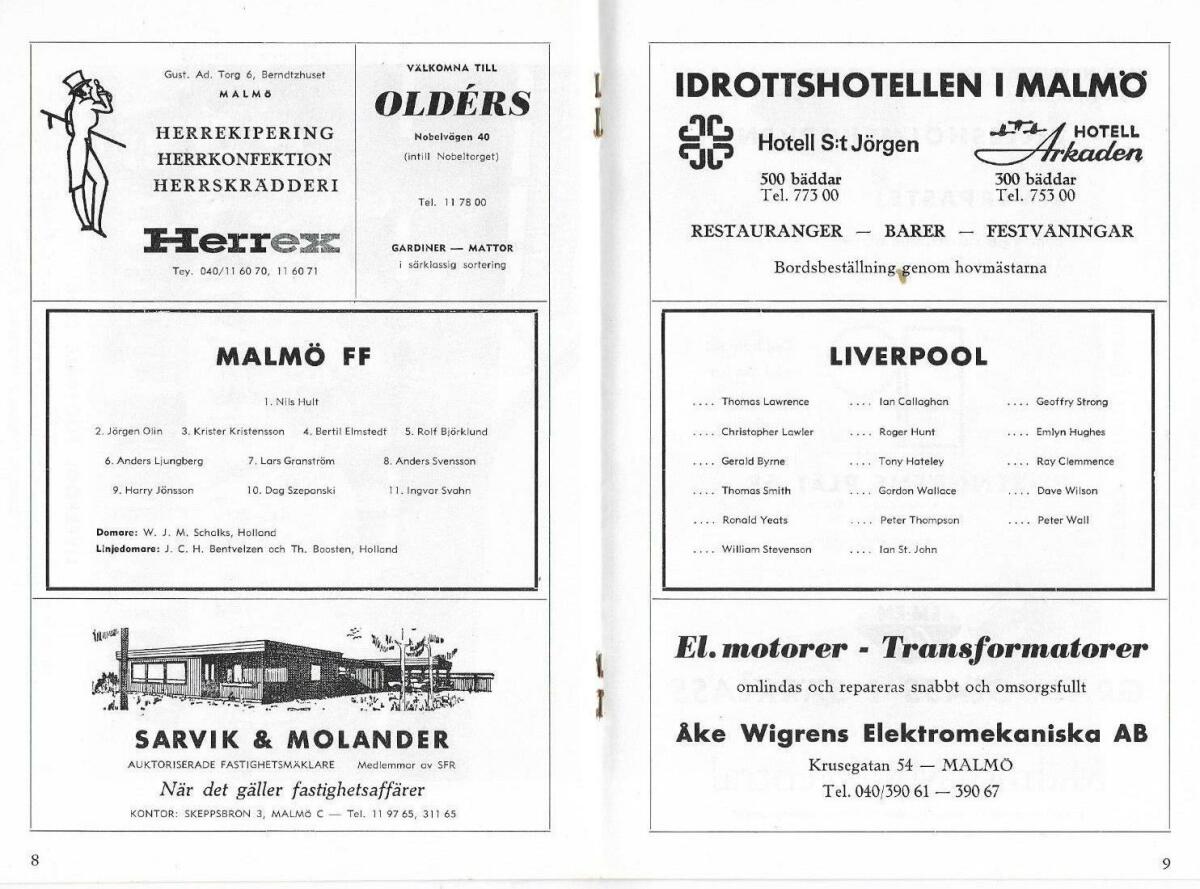 Gust. Ad. Torg 6, Berndtzhuset
MALMÖ
HERREKIPERING
HERRKONFEKTION
HERRSKRÄDDERI
Herrex
Tey. 040/11 60 70, 11 60 71
VÄLKOMNA TILL
OLDÉRS
Nobelvägen 40
(intill Nobeltorget)
Tel. 11 78 00
GARDINER — MATTOR
i särklassig sortering
MALMÖ FF
1. Nils Hult
2. Jörgen Olin 3. Krister Kristensson 4. Bertil Elmstedt 5. Rolf Björklund
6. Anders Ljungberg 7. Lars Granström 8. Anders Svensson
9. Harry Jönsson 10. Dag Szepanski 11. Ingvar Svahn
Domare: W. J. M. Schalks, Holland
Linjedomare: J. C. H. Bentvelzen och Th. Boosten, Holland
SARVIK & MOLANDER
AUKTORISERADE FASTIGHETSMÄKLARE Medlemmar av SFR
När det gäller fastighetsaffärer
KONTOR: SKEPPSBRON 3, MALMÖ C — Tel. 11 97 65, 311 65
8
IDROTTSHOTELLEN I MALMÖ
Hotell S:t Jörgen
500 bäddar
Tel. 773 00
HOTELL
Arkaden
300 bäddar
Tel. 753 00
RESTAURANGER — BARER — FESTVÅNINGAR
Bordsbeställning genom hovmästarna
LIVERPOOL
.... Thomas Lawrence .... Ian Callaghan .... Geoffry Strong
.... Christopher Lawler .... Roger Hunt .... Emlyn Hughes
.... Gerald Byrne .... Tony Hateley .... Ray Clemmence
.... Thomas Smith .... Gordon Wallace .... Dave Wilson
.... Ronald Yeats .... Peter Thompson .... Peter Wall
.... William Stevenson .... Ian St. John
El. motorer - Transformatorer
omlindas och repareras snabbt och omsorgsfullt
Åke Wigrens Elektromekaniska AB
Krusegatan 54 — MALMÖ
Tel. 040/390 61 — 390 67
9